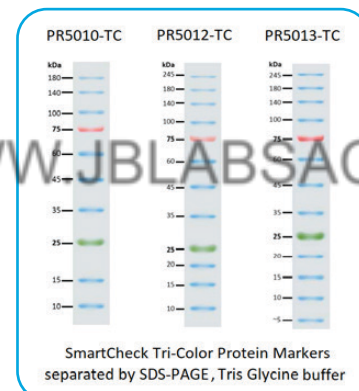 PR5010-TC PR5012-TC PR5013-TC
kDa kDa kDa
180 245 245
140 180 180
100 140 140
75 100 100
60 75 75
45 60 60
35 45 45
25 35 35
15 25 25
10 20 20
15 15
10 10
~5
WW.JBLABSAC
SmartCheck Tri-Color Protein Markers
separated by SDS-PAGE, Tris Glycine buffer